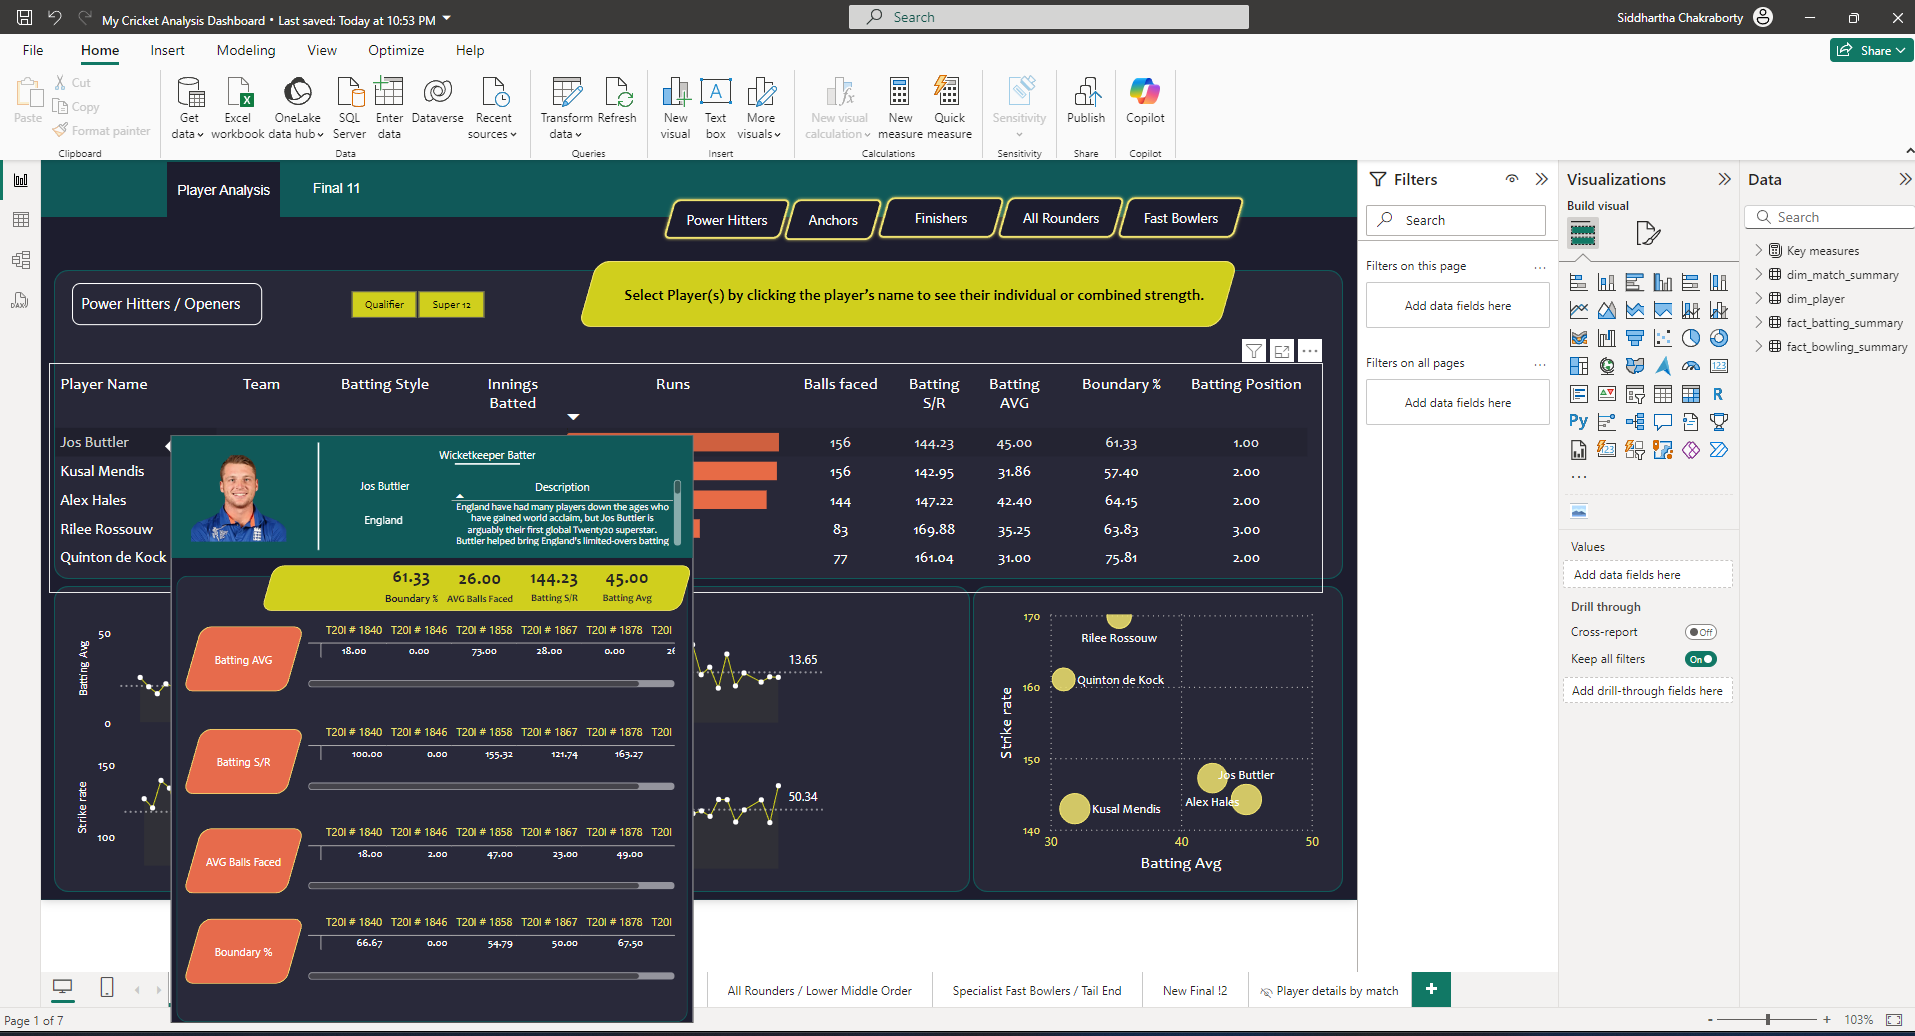 My Cricket Analysis Dashboard • Last saved: Today at 10:53 PM
Search
Siddhartha Chakraborty
File
Home
Insert
Modeling
View
Optimize
Help
Share
Paste
Cut
Copy
Format painter
Clipboard
Get data
Excel workbook
OneLake data hub
SQL Server
Enter data
Dataverse
Recent sources
Data
Transform data
Refresh
Queries
New visual
Text box
More visuals
Insert
New visual calculation
New measure
Quick measure
Calculations
Sensitivity
Sensitivity
Publish
Share
Copilot
Copilot
Player Analysis
Final 11
Power Hitters
Anchors
Finishers
All Rounders
Fast Bowlers
Power Hitters / Openers
Qualifier
Super 12
Select Player(s) by clicking the player's name to see their individual or combined strength.
Player Name Team Batting Style Innings Batted Runs Balls faced Batting S/R Batting AVG Boundary % Batting Position
Jos Buttler 156 144.23 45.00 61.33 1.00
Kusal Mendis 156 142.95 31.86 57.40 2.00
Alex Hales 144 147.22 42.40 64.15 2.00
Rilee Rossouw 83 169.88 35.25 63.83 3.00
Quinton de Kock 77 161.04 31.00 75.81 2.00
Wicketkeeper Batter
Jos Buttler
England
Description
England have had many players down the ages who
have gained world acclaim, but Jos Buttler is
arguably their first global Twenty20 superstar.
Buttler helped bring England's limited-overs batting
61.33 26.00 144.23 45.00
Boundary % AVG Balls Faced Batting S/R Batting Avg
Batting AVG
T20I # 1840 T20I # 1846 T20I # 1858 T20I # 1867 T20I # 1878 T20I
18.00 0.00 73.00 28.00 0.00
Batting S/R
T20I # 1840 T20I # 1846 T20I # 1858 T20I # 1867 T20I # 1878 T20I
100.00 0.00 155.32 121.74 163.27
AVG Balls Faced
T20I # 1840 T20I # 1846 T20I # 1858 T20I # 1867 T20I # 1878 T20I
18.00 2.00 47.00 23.00 49.00
Boundary %
T20I # 1840 T20I # 1846 T20I # 1858 T20I # 1867 T20I # 1878 T20I
66.67 0.00 54.79 50.00 67.50
Batting Avg
50
0
Strike rate
150
100
13.65
50.34
Strike rate
170
160
150
140
30
40
50
Batting Avg
Rilee Rossouw
Quinton de Kock
Jos Buttler
Alex Hales
Kusal Mendis
Filters
Search
Filters on this page
Add data fields here
Filters on all pages
Add data fields here
Visualizations
Build visual
123
R
Py
Values
Add data fields here
Drill through
Cross-report
Off
Keep all filters
On
Add drill-through fields here
Data
Search
Key measures
dim_match_summary
dim_player
fact_batting_summary
fact_bowling_summary
All Rounders / Lower Middle Order
Specialist Fast Bowlers / Tail End
New Final !2
Player details by match
Page 1 of 7
103%